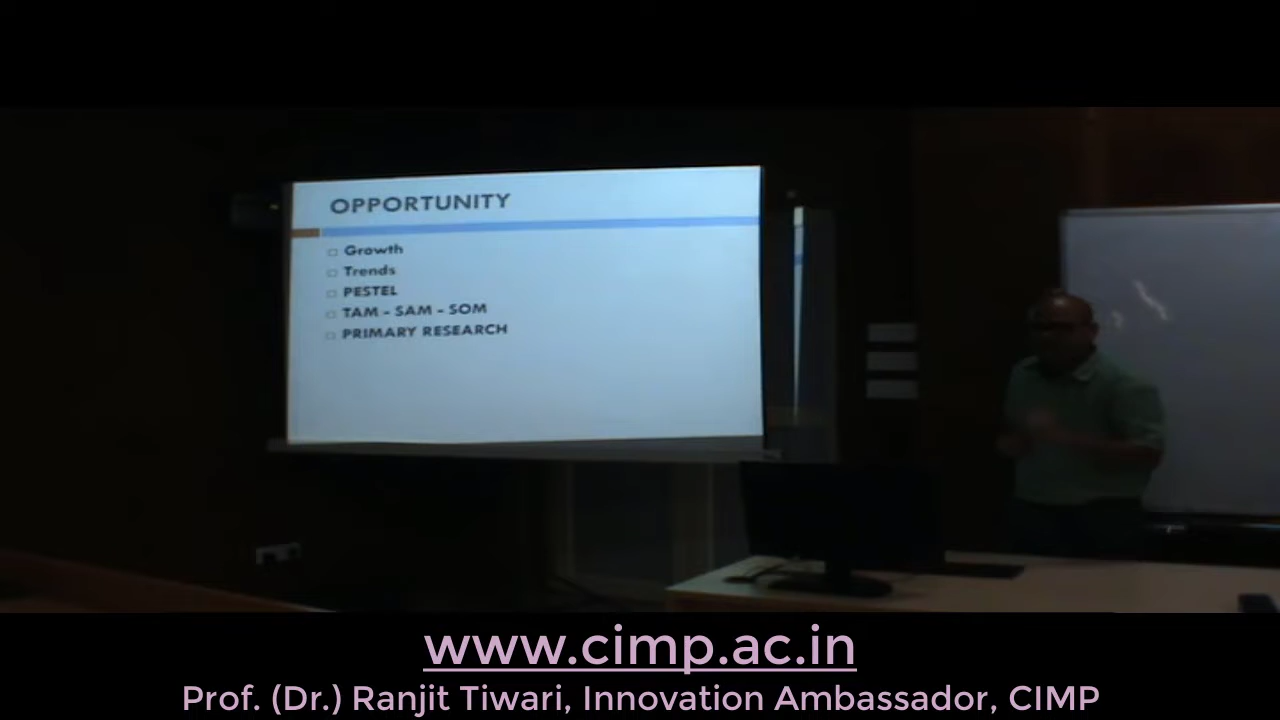 OPPORTUNITY
Growth
Trends
PESTEL
TAM - SAM - SOM
PRIMARY RESEARCH
www.cimp.ac.in
Prof. (Dr.) Ranjit Tiwari, Innovation Ambassador, CIMP